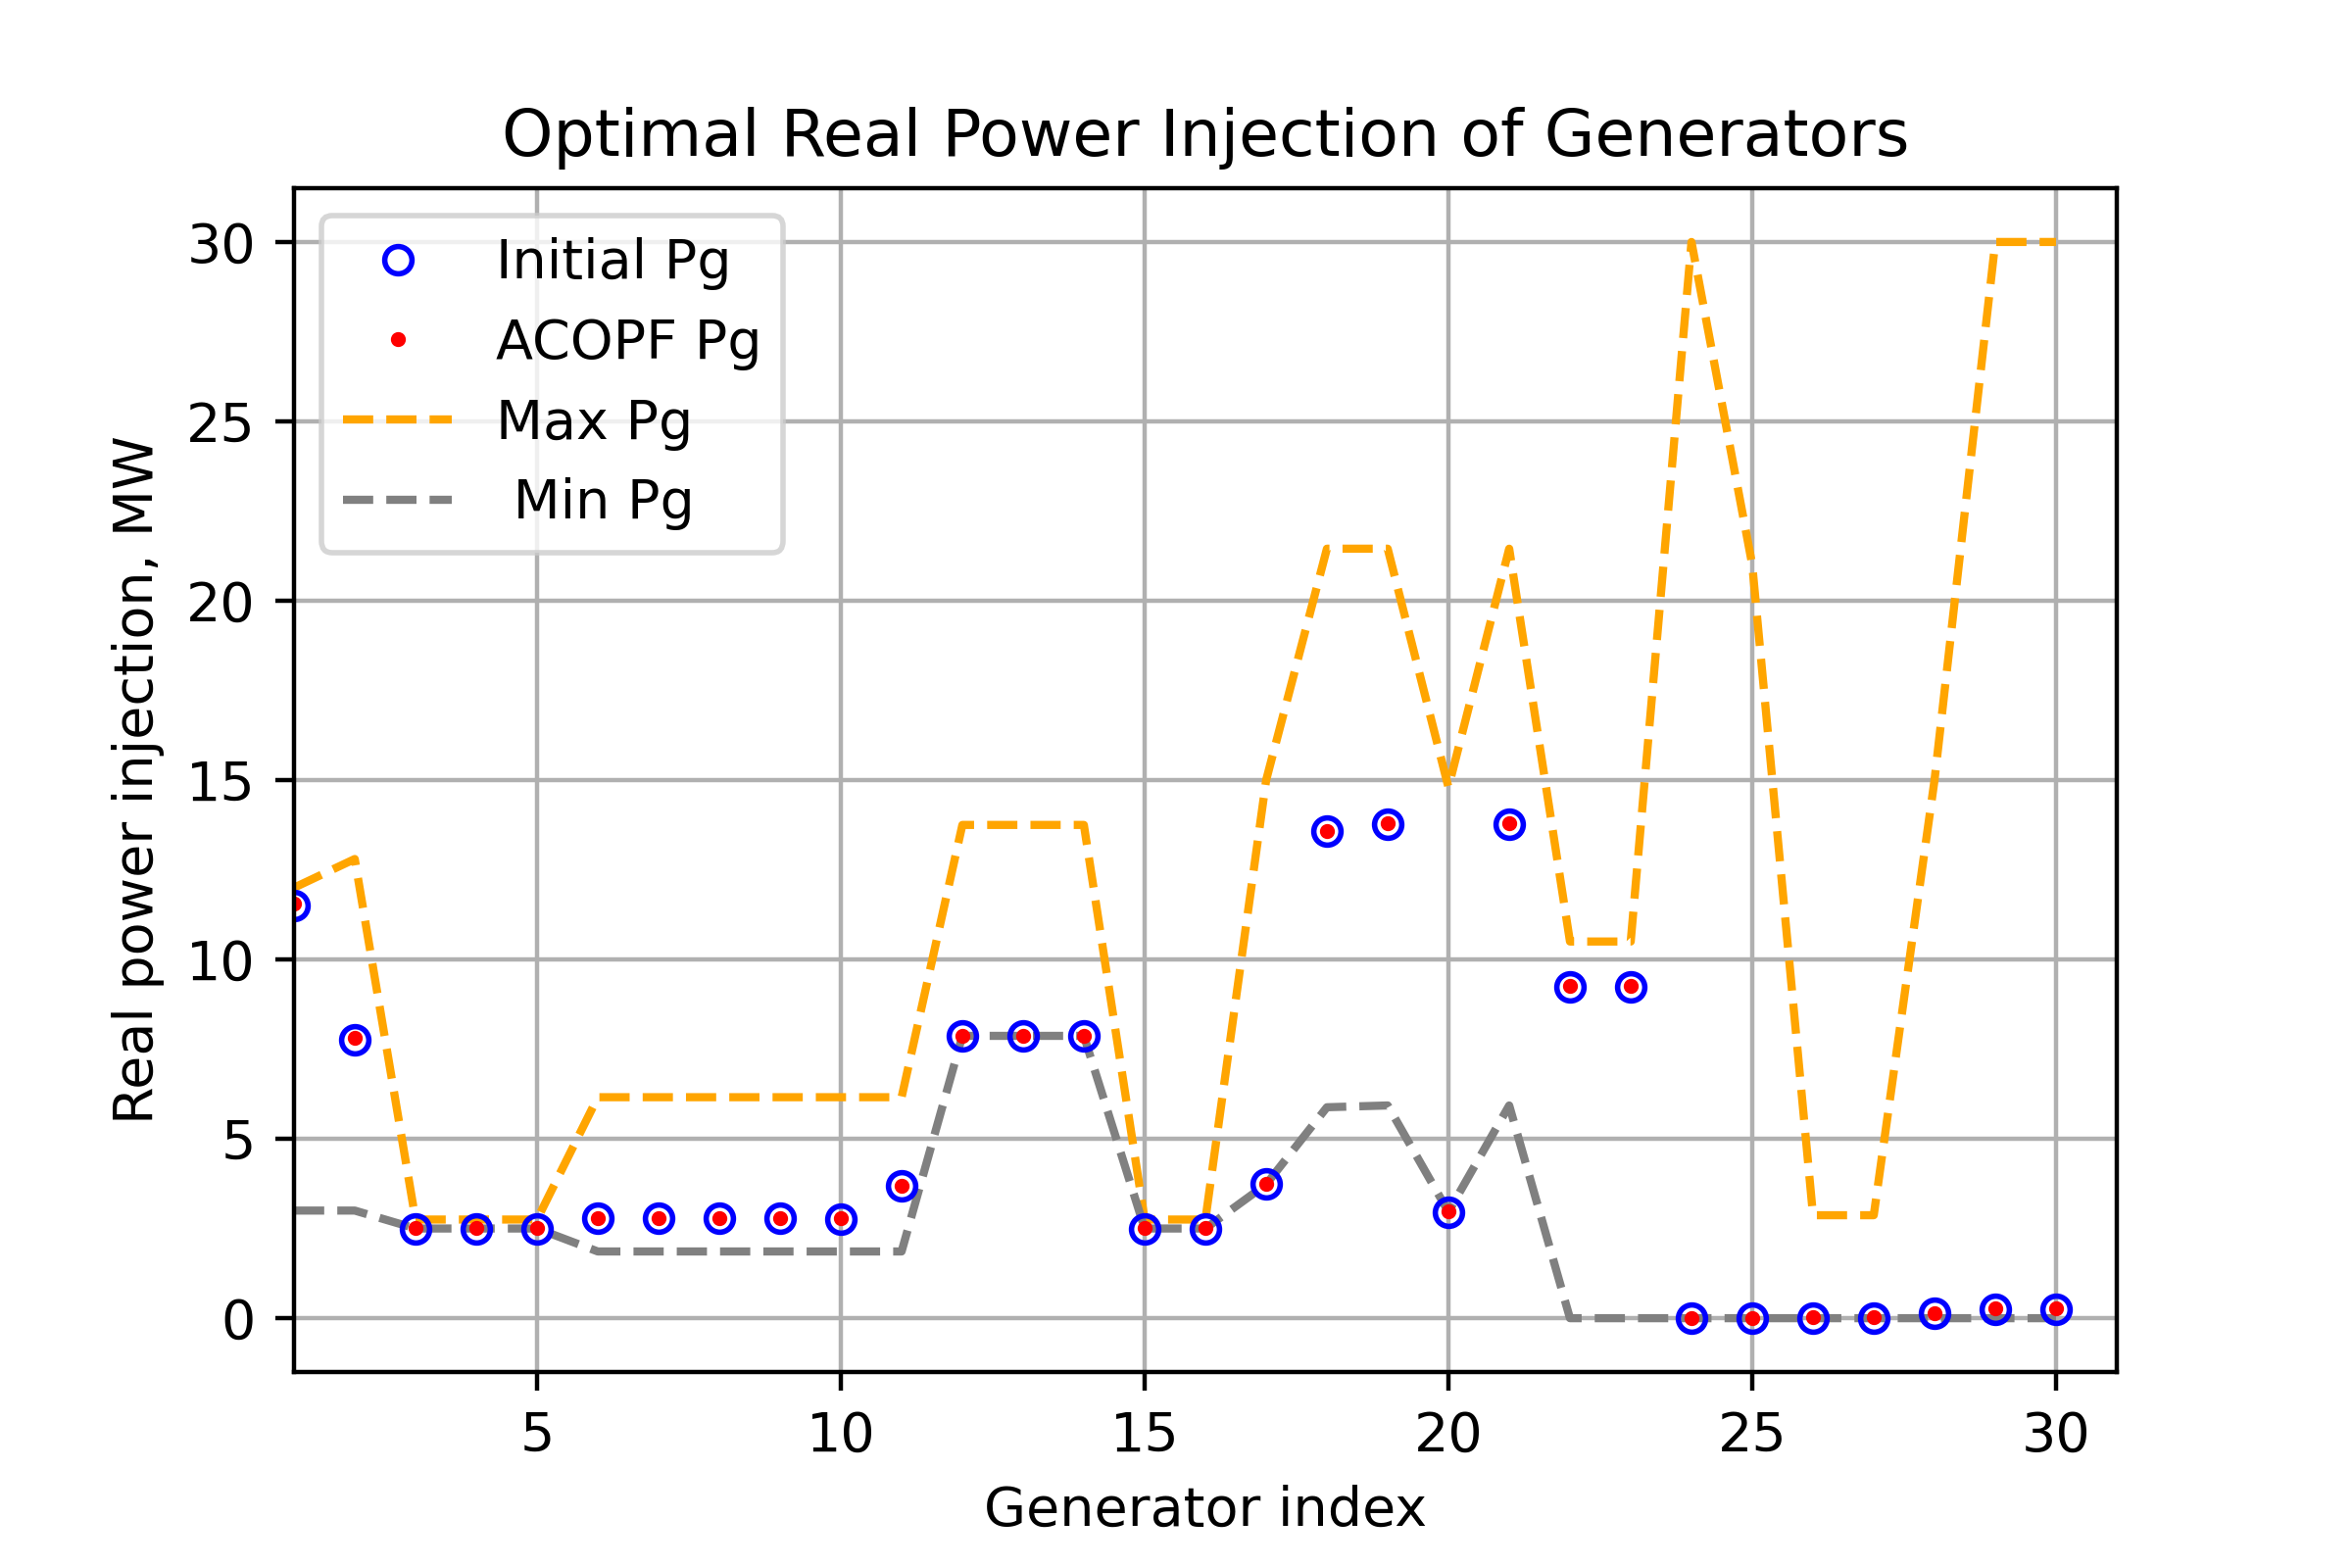 Optimal Real Power Injection of Generators
Initial Pg
ACOPF Pg
Max Pg
Min Pg
Real power injection, MW
30
25
20
15
10
5
0
5 10 15 20 25 30
Generator index